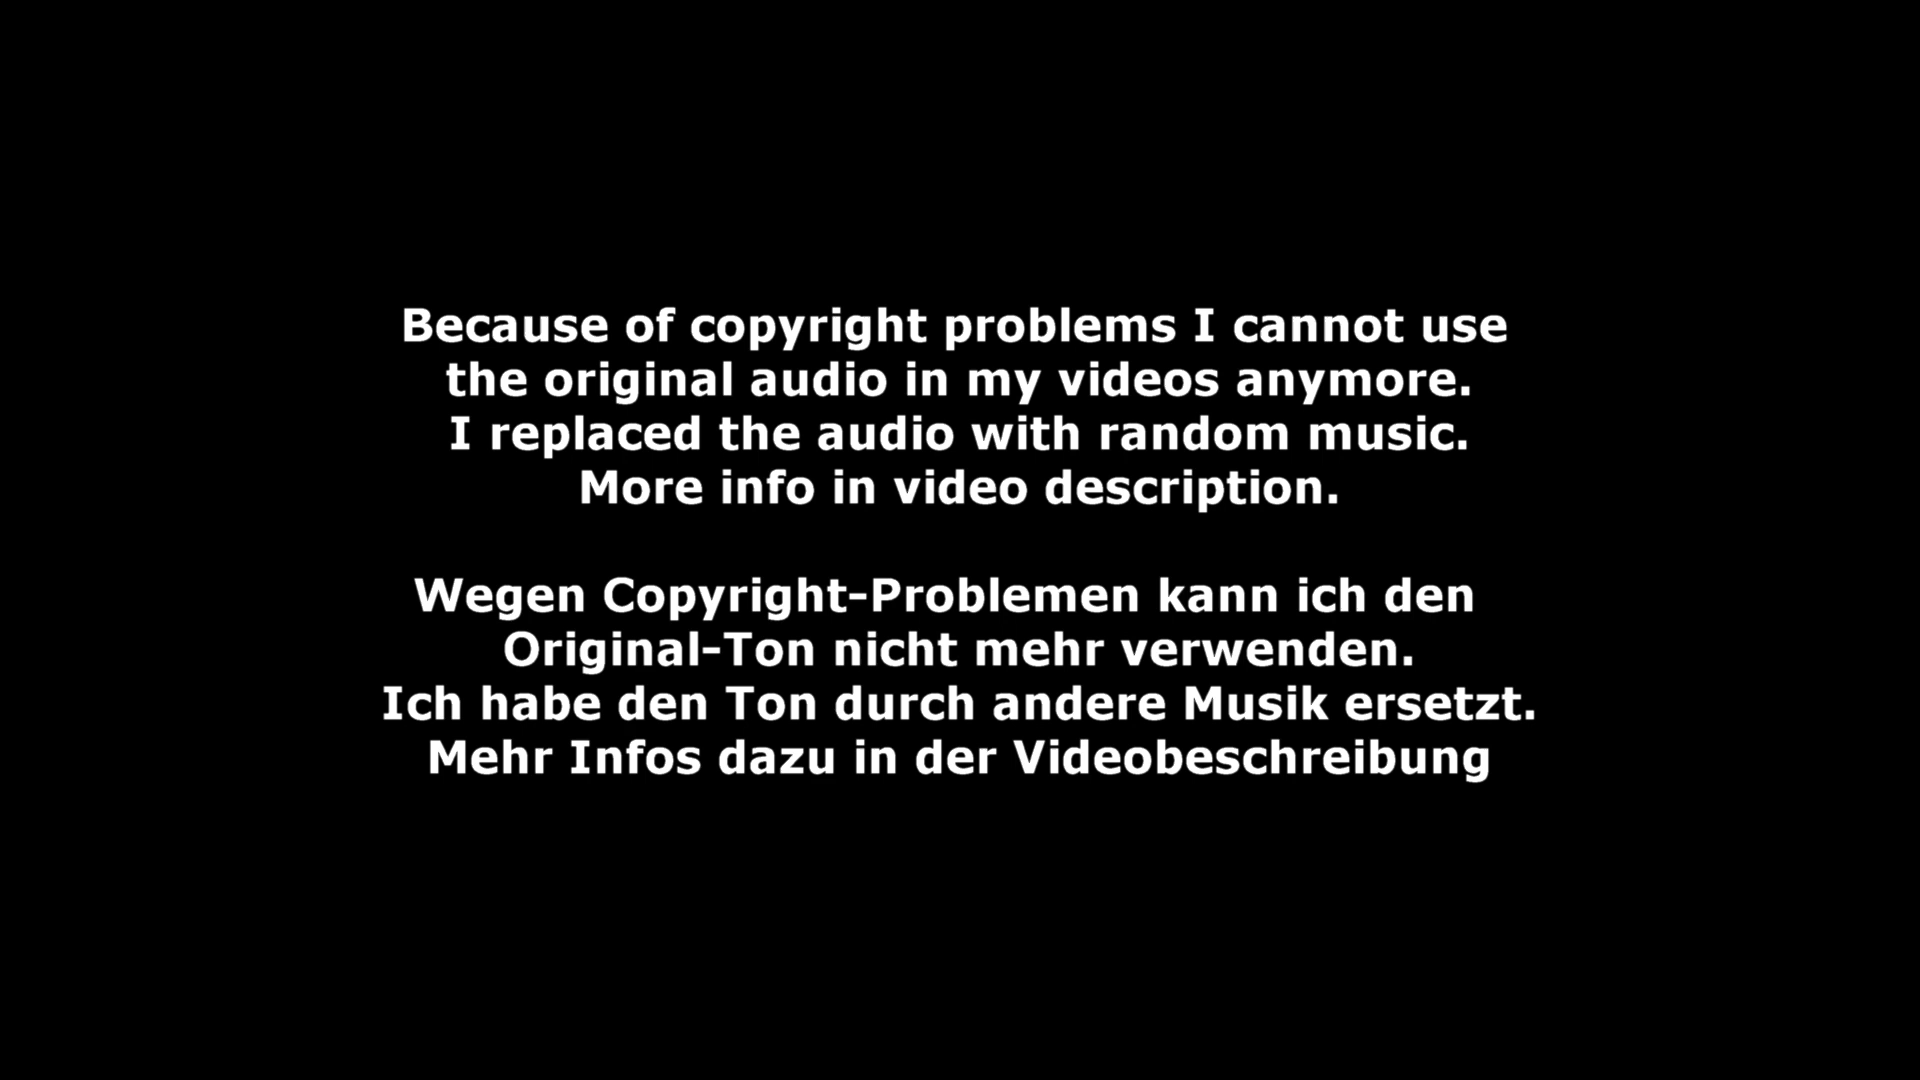 Because of copyright problems I cannot use
the original audio in my videos anymore.
I replaced the audio with random music.
More info in video description.
Wegen Copyright-Problemen kann ich den
Original-Ton nicht mehr verwenden.
Ich habe den Ton durch andere Musik ersetzt.
Mehr Infos dazu in der Videobeschreibung